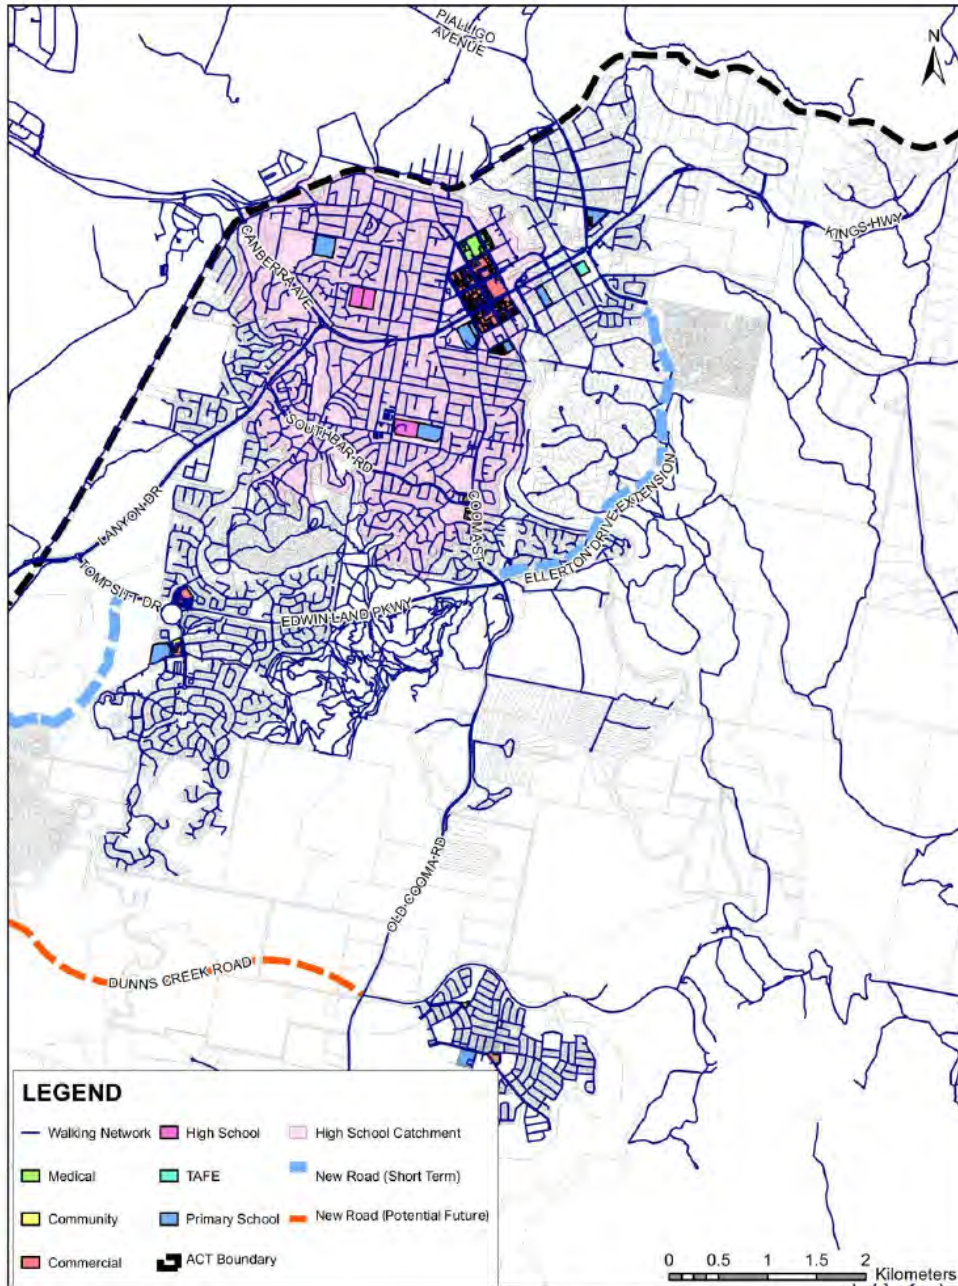 PIALLIGO
AVENUE
N
KINGS HWY
CANBERRA AVE
SOUTHBAR RD
LANYON DR
COOMA ST
ELLERTON DRIVE EXTENSION
TOMPSITT DR
EDWIN LAND PKWY
OLD COOMA RD
DUNNS CREEK ROAD
LEGEND
Walking Network
High School
High School Catchment
Medical
TAFE
New Road (Short Term)
Community
Primary School
New Road (Potential Future)
Commercial
ACT Boundary
0 0.5 1 1.5 2
Kilometers